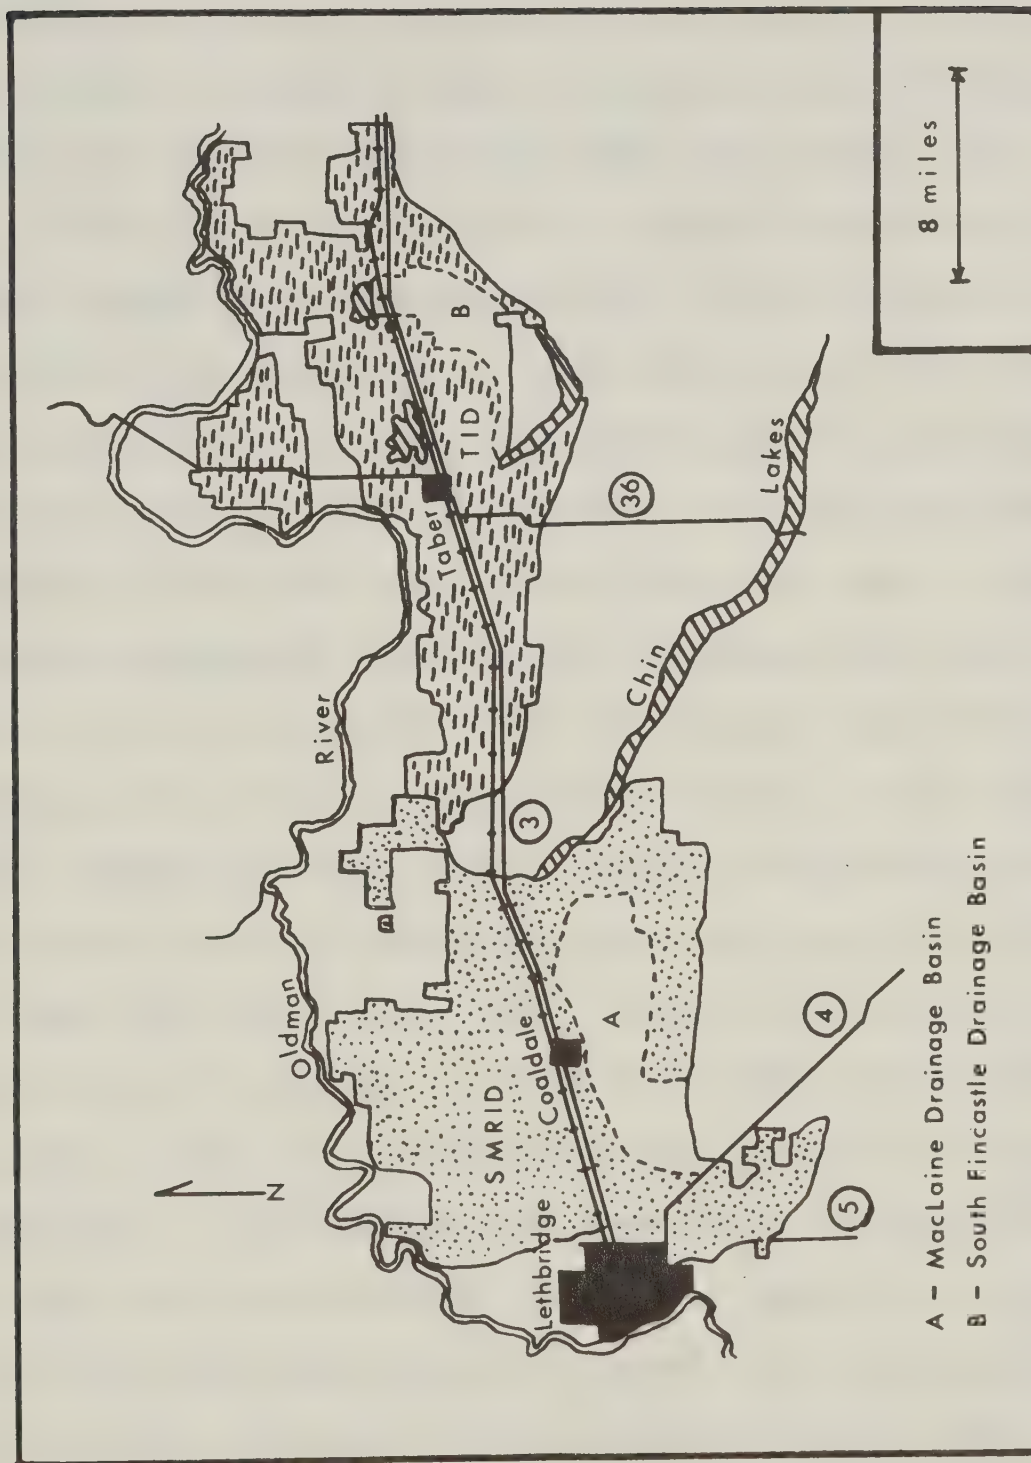 N
Oldman
River
SMRID
Lethbridge
Coaldale
A
3
Taber
TID
B
36
Chin
Lakes
4
5
A – MacLaine Drainage Basin
B – South Fincastle Drainage Basin
8 miles